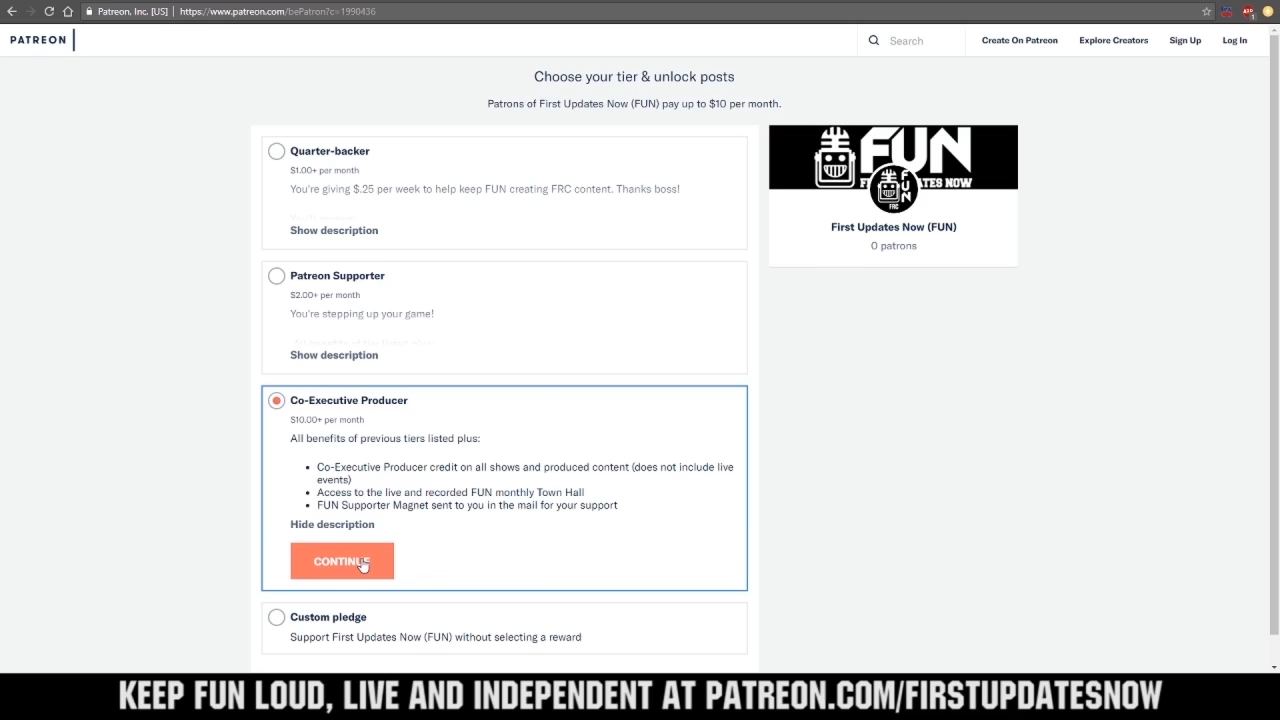 Patreon, Inc. [US] | https://www.patreon.com/bePatron?c=1990436
PATREON
Search
Create On Patreon
Explore Creators
Sign Up
Log In
Choose your tier & unlock posts
Patrons of First Updates Now (FUN) pay up to $10 per month.
Quarter-backer
$1.00+ per month
You're giving $.25 per week to help keep FUN creating FRC content. Thanks boss!
Show description
Patreon Supporter
$2.00+ per month
You're stepping up your game!
Show description
Co-Executive Producer
$10.00+ per month
All benefits of previous tiers listed plus:
Co-Executive Producer credit on all shows and produced content (does not include live
events)
Access to the live and recorded FUN monthly Town Hall
FUN Supporter Magnet sent to you in the mail for your support
Hide description
CONTINUE
Custom pledge
Support First Updates Now (FUN) without selecting a reward
FUN
UPDATES NOW
FUN
FRC
First Updates Now (FUN)
0 patrons
KEEP FUN LOUD, LIVE AND INDEPENDENT AT PATREON.COM/FIRSTUPDATESNOW